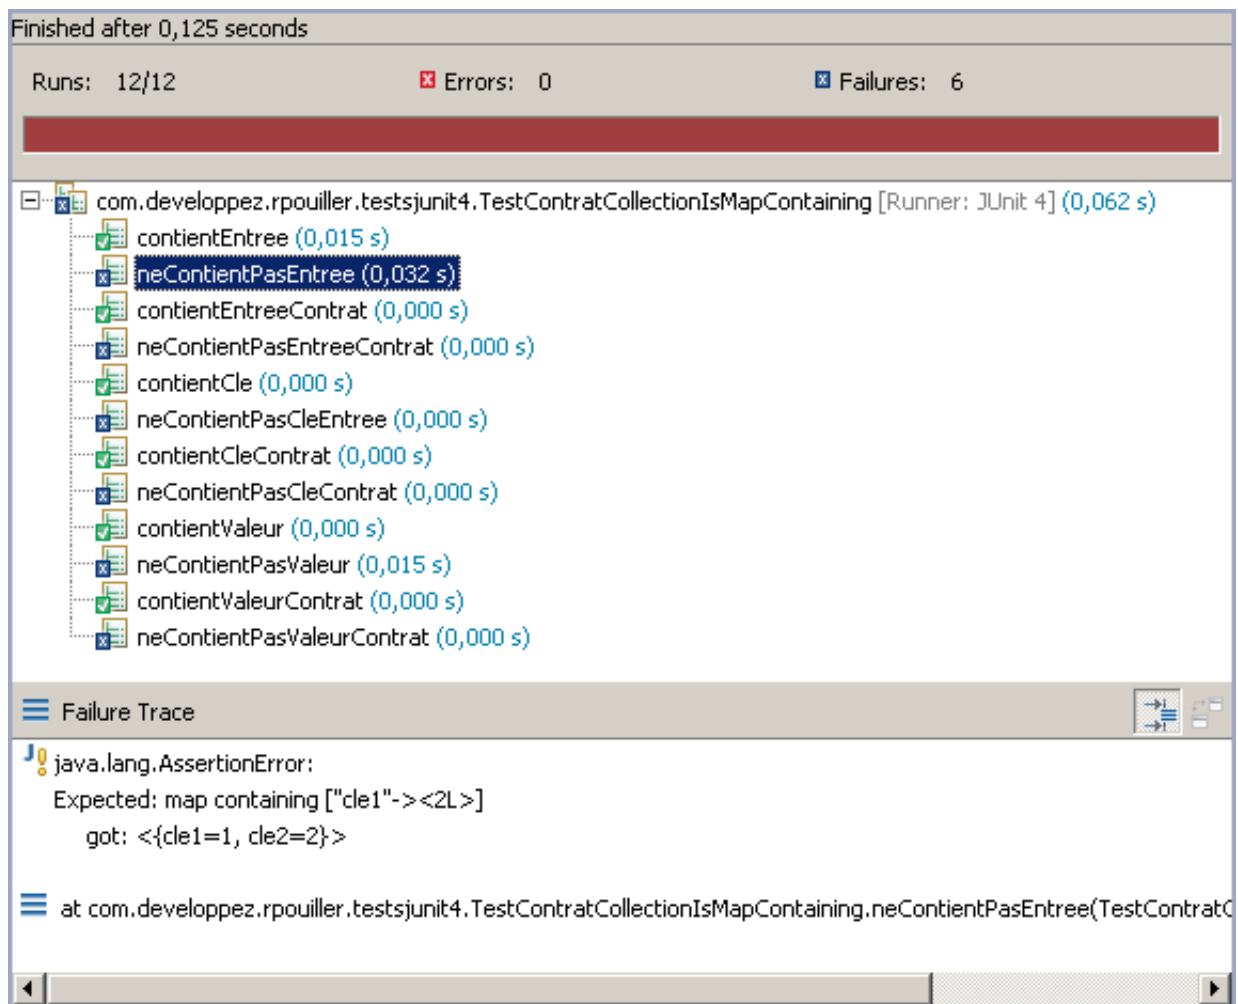 Finished after 0,125 seconds
Runs: 12/12 Errors: 0 Failures: 6
com.developpez.rpouiller.testsjunit4.TestContratCollectionIsMapContaining [Runner: JUnit 4] (0,062 s)
contientEntree (0,015 s)
neContientPasEntree (0,032 s)
contientEntreeContrat (0,000 s)
neContientPasEntreeContrat (0,000 s)
contientCle (0,000 s)
neContientPasCleEntree (0,000 s)
contientCleContrat (0,000 s)
neContientPasCleContrat (0,000 s)
contientValeur (0,000 s)
neContientPasValeur (0,015 s)
contientValeurContrat (0,000 s)
neContientPasValeurContrat (0,000 s)
Failure Trace
java.lang.AssertionError:
Expected: map containing ["cle1"-><2L>]
got: <{cle1=1, cle2=2}>
at com.developpez.rpouiller.testsjunit4.TestContratCollectionIsMapContaining.neContientPasEntree(TestContratC